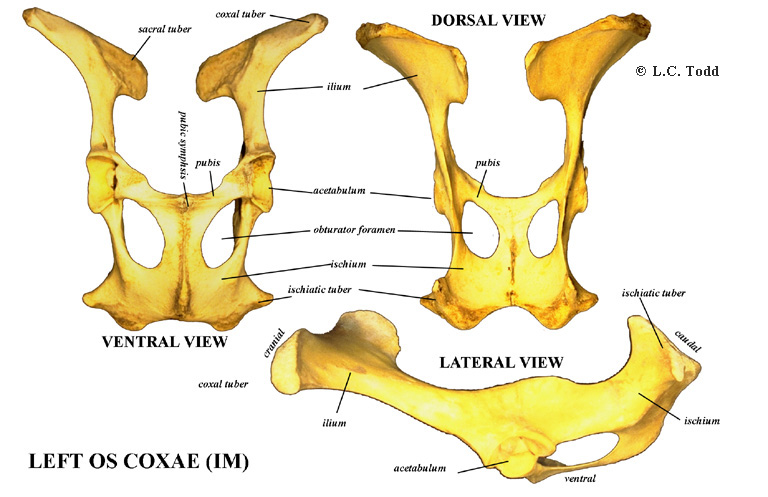 coxal tuber
DORSAL VIEW
sacral tuber
© L.C. Todd
ilium
pubic symphsis
pubis
pubis
acetabulum
obturator foramen
ischium
ischiatic tuber
ischiatic tuber
VENTRAL VIEW
cranial
caudal
LATERAL VIEW
coxal tuber
ilium
ischium
LEFT OS COXAE (IM)
acetabulum
ventral